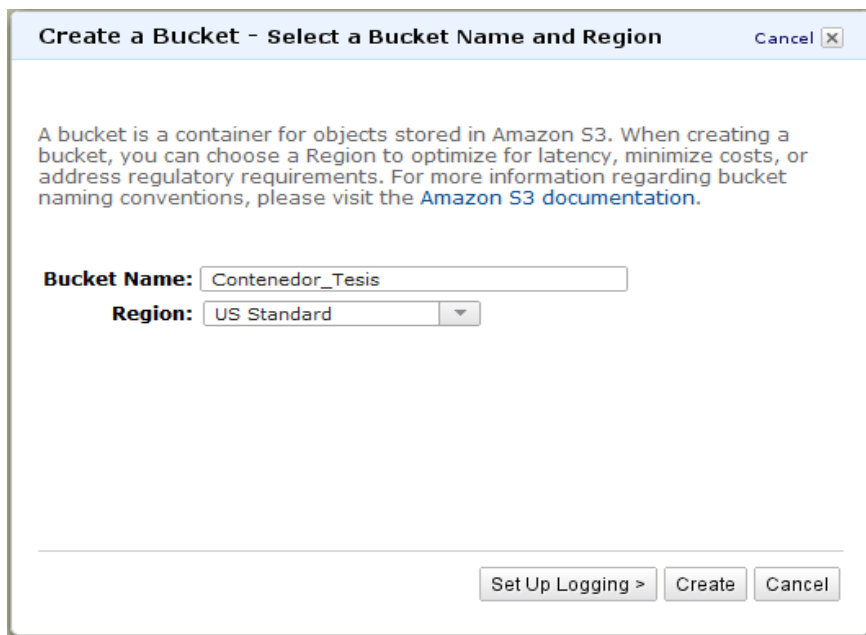 Create a Bucket - Select a Bucket Name and Region Cancel
A bucket is a container for objects stored in Amazon S3. When creating a
bucket, you can choose a Region to optimize for latency, minimize costs, or
address regulatory requirements. For more information regarding bucket
naming conventions, please visit the Amazon S3 documentation.
Bucket Name: Contenedor_Tesis
Region: US Standard
Set Up Logging > Create Cancel